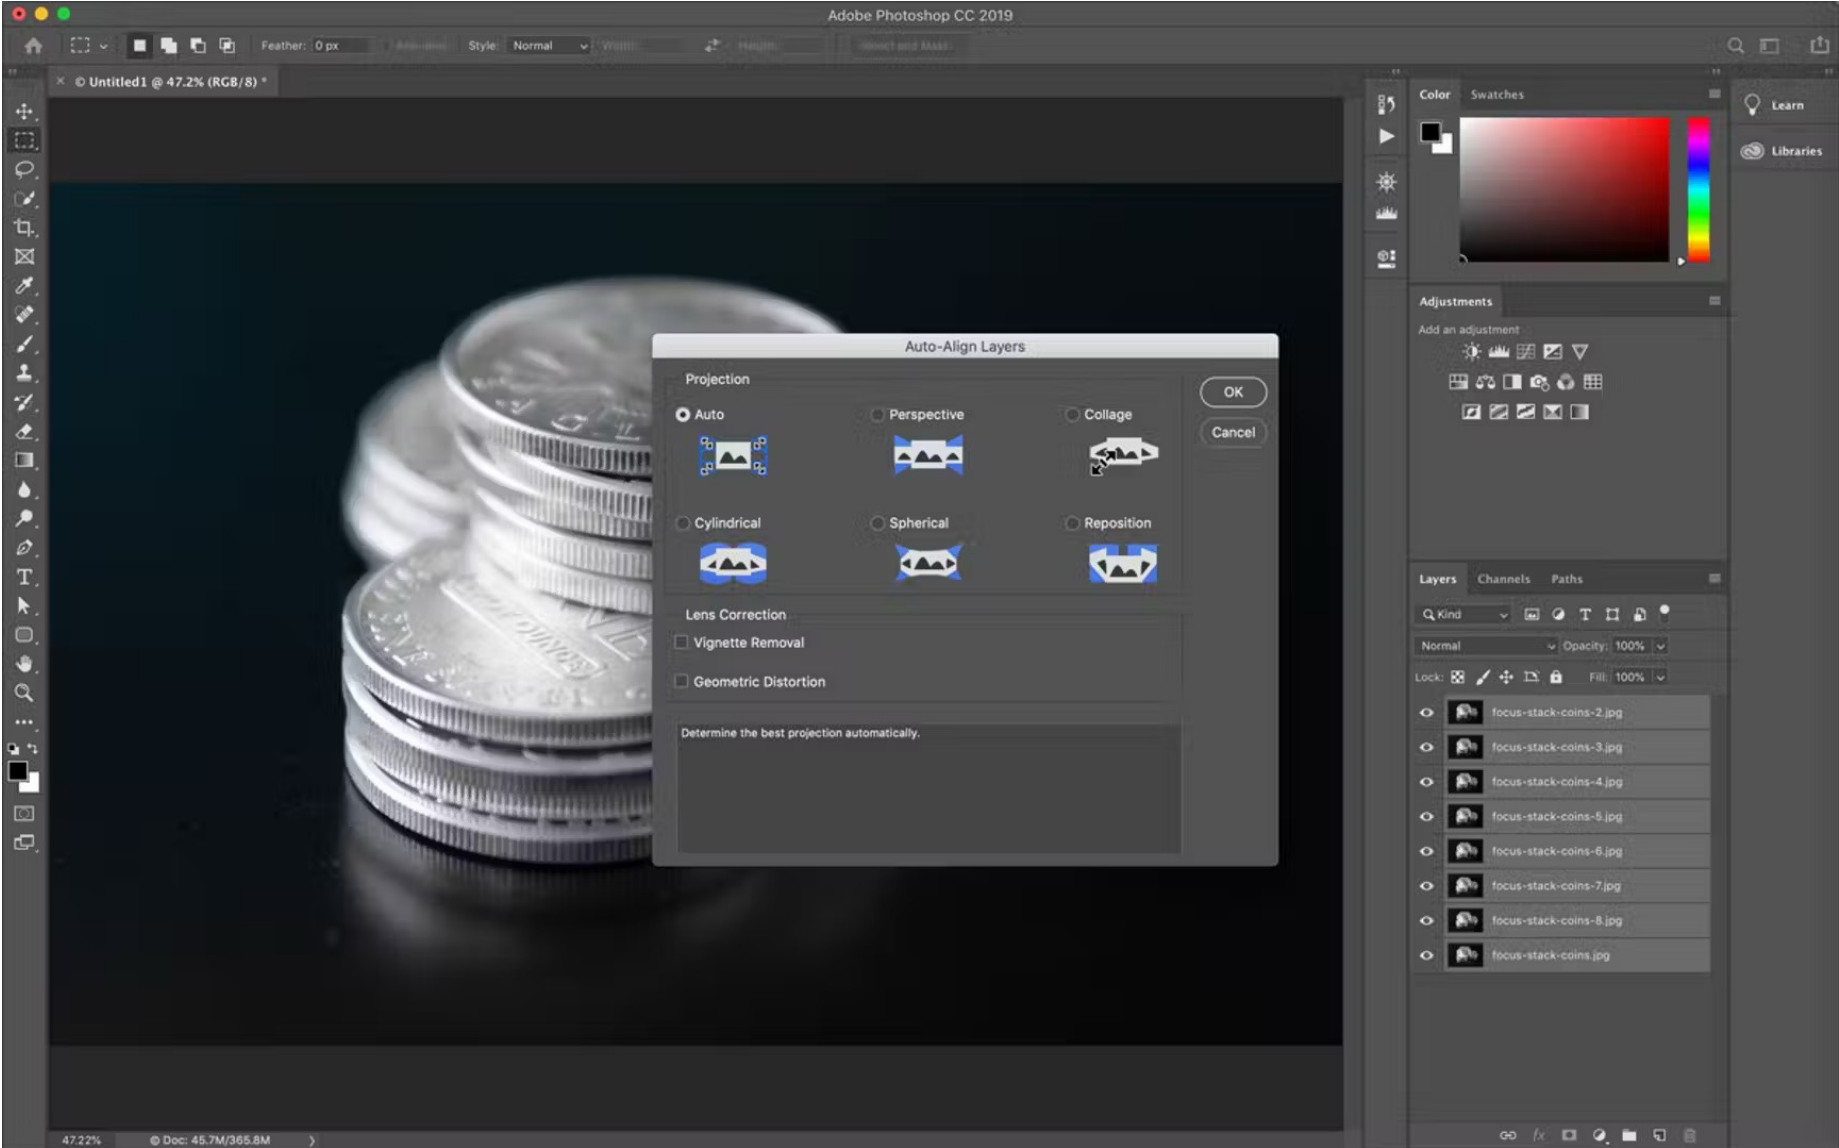 Adobe Photoshop CC 2019
Feather: 0 px
Style: Normal
Width:
Height:
× © Untitled1 @ 47.2% (RGB/8) *
Color Swatches
Learn
Libraries
Adjustments
Add an adjustment
Auto-Align Layers
Projection
Auto Perspective Collage
Cylindrical Spherical Reposition
OK
Cancel
Lens Correction
Vignette Removal
Geometric Distortion
Determine the best projection automatically.
Layers Channels Paths
Kind
Normal Opacity: 100%
Lock: Fill: 100%
focus-stack-coins-2.jpg
focus-stack-coins-3.jpg
focus-stack-coins-4.jpg
focus-stack-coins-5.jpg
focus-stack-coins-6.jpg
focus-stack-coins-7.jpg
focus-stack-coins-8.jpg
focus-stack-coins.jpg
fx
47.22% © Doc: 45.7M/365.8M